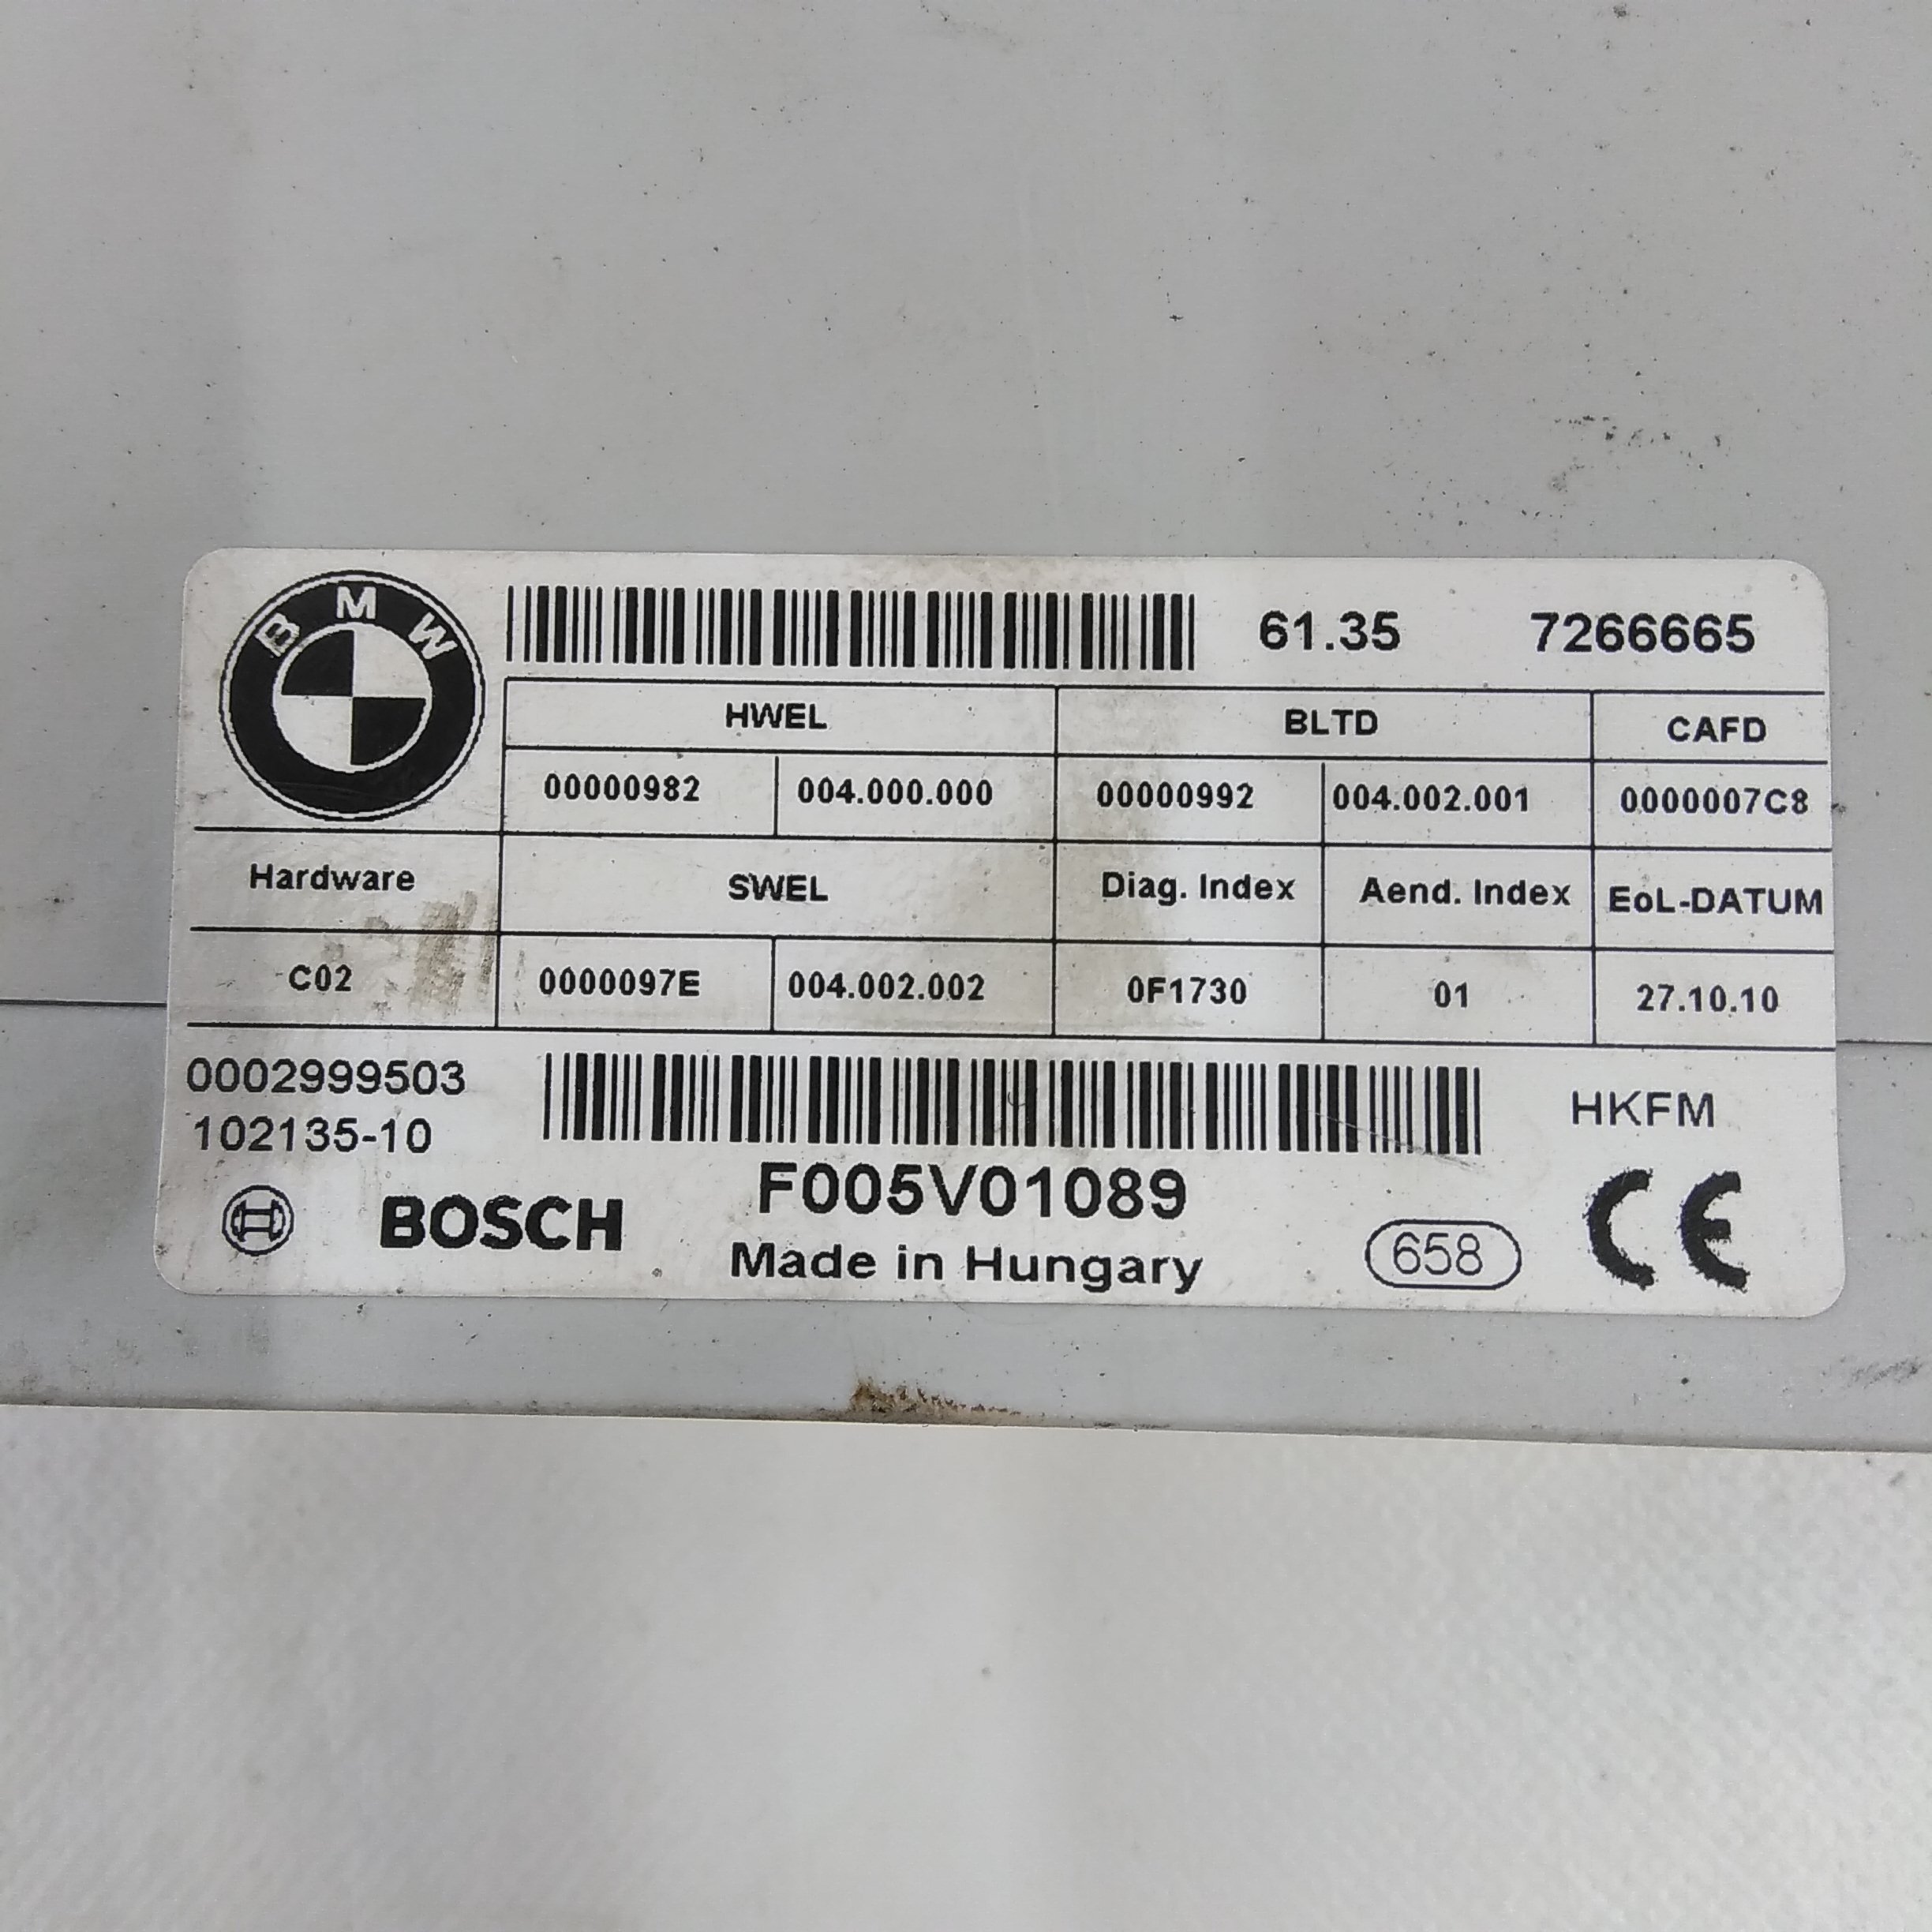 BMW
61.35 7266665
HWEL BLTD CAFD
00000982 004.000.000 00000992 004.002.001 0000007C8
Hardware SWEL Diag. Index Aend. Index EoL-DATUM
C02 0000097E 004.002.002 0F1730 01 27.10.10
0002999503
102135-10
HKFM
F005V01089
BOSCH
Made in Hungary
658
CE